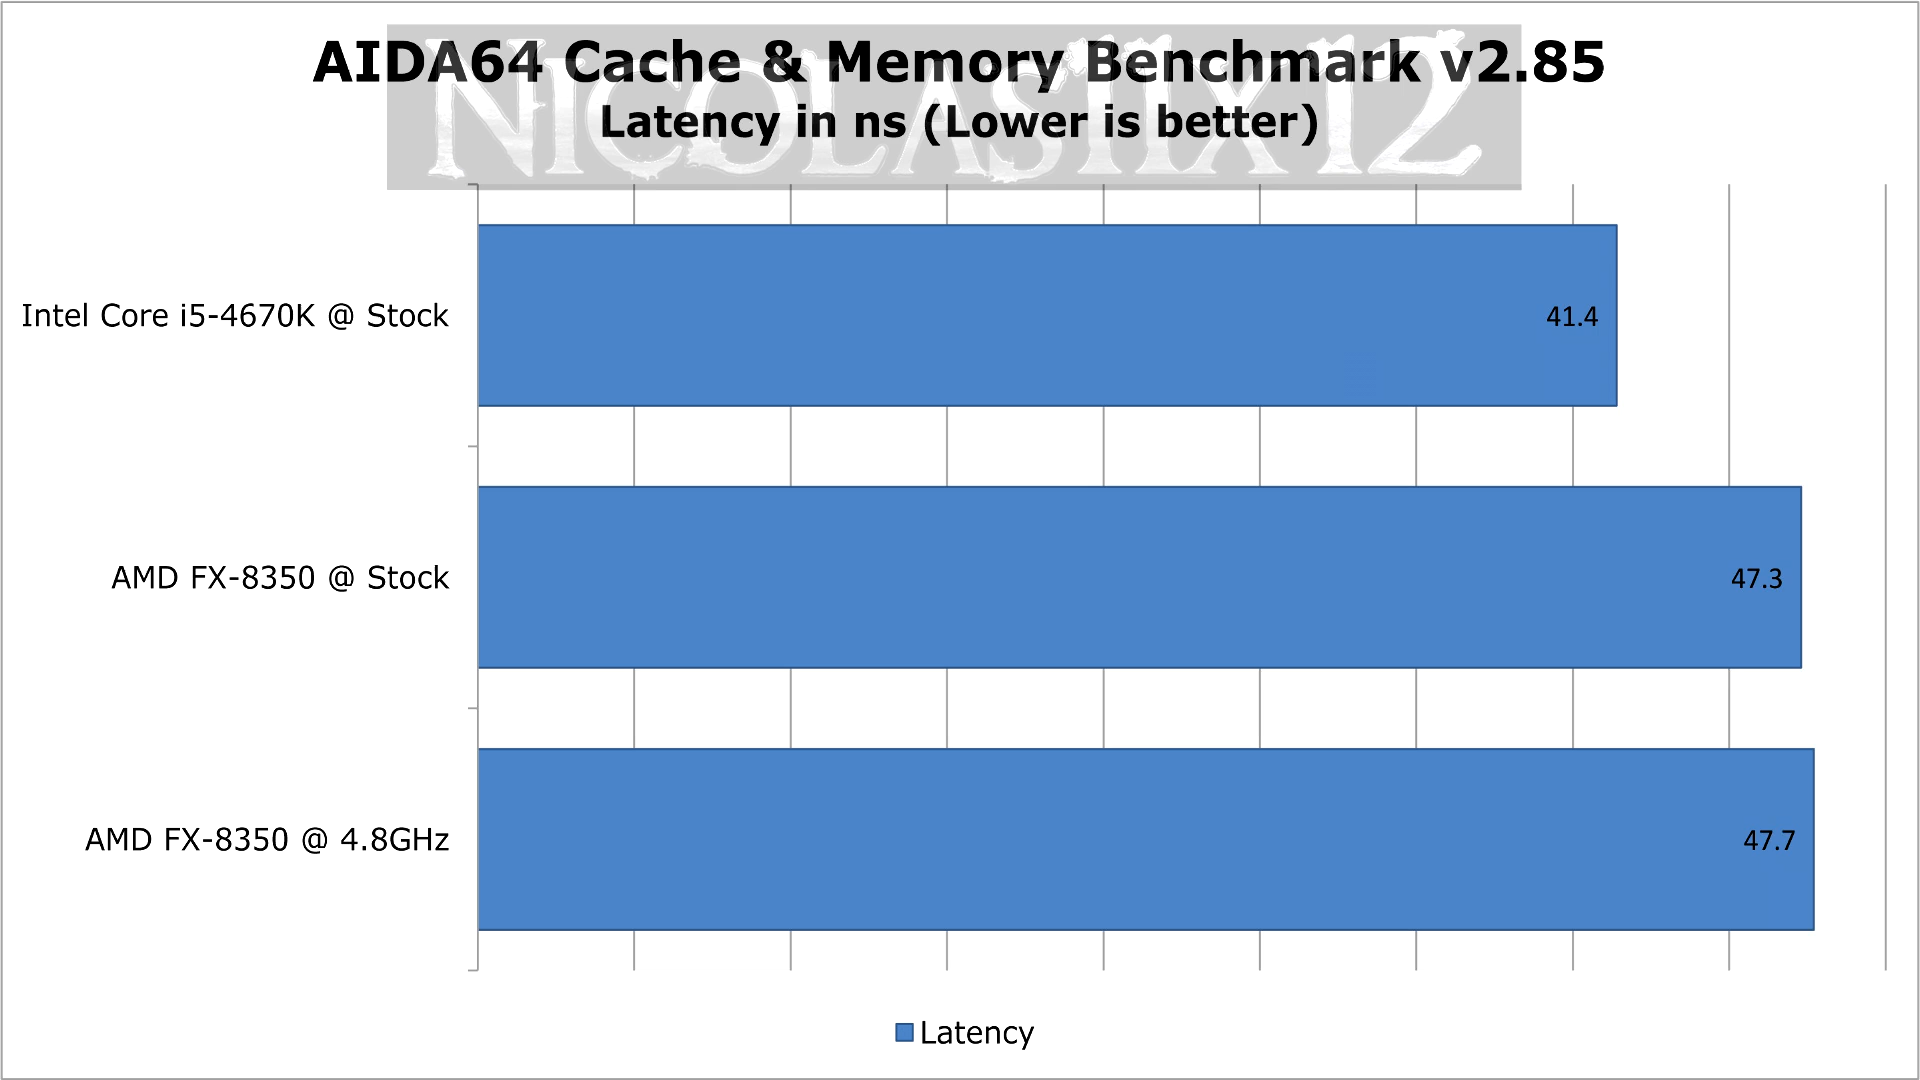 AIDA64 Cache & Memory Benchmark v2.85
NICOLAS11X12
Latency in ns (Lower is better)
Intel Core i5-4670K @ Stock
41.4
AMD FX-8350 @ Stock
47.3
AMD FX-8350 @ 4.8GHz
47.7
Latency